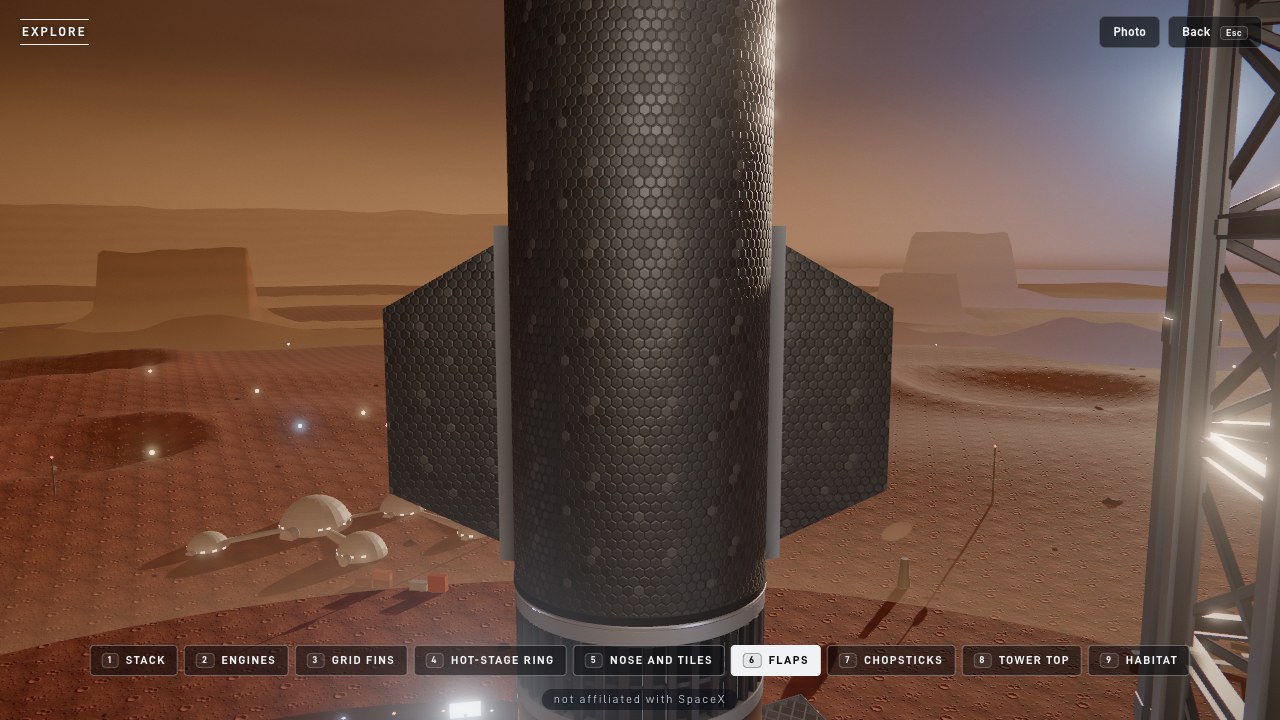 EXPLORE
Photo
Back Esc
1 STACK
2 ENGINES
3 GRID FINS
4 HOT-STAGE RING
5 NOSE AND TILES
6 FLAPS
7 CHOPSTICKS
8 TOWER TOP
9 HABITAT
not affiliated with SpaceX